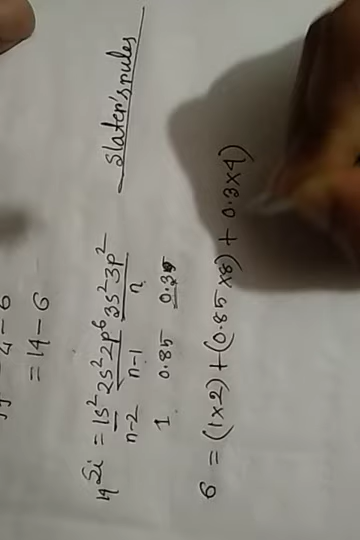 = 14 - 6
Slater's rules
14Si = 1s² 2s² 2p⁶ 3s² 3p²
n-2 n-1 n
1 0.85 0.35
6 = (1×2) + (0.85×8) + 0.3×4)